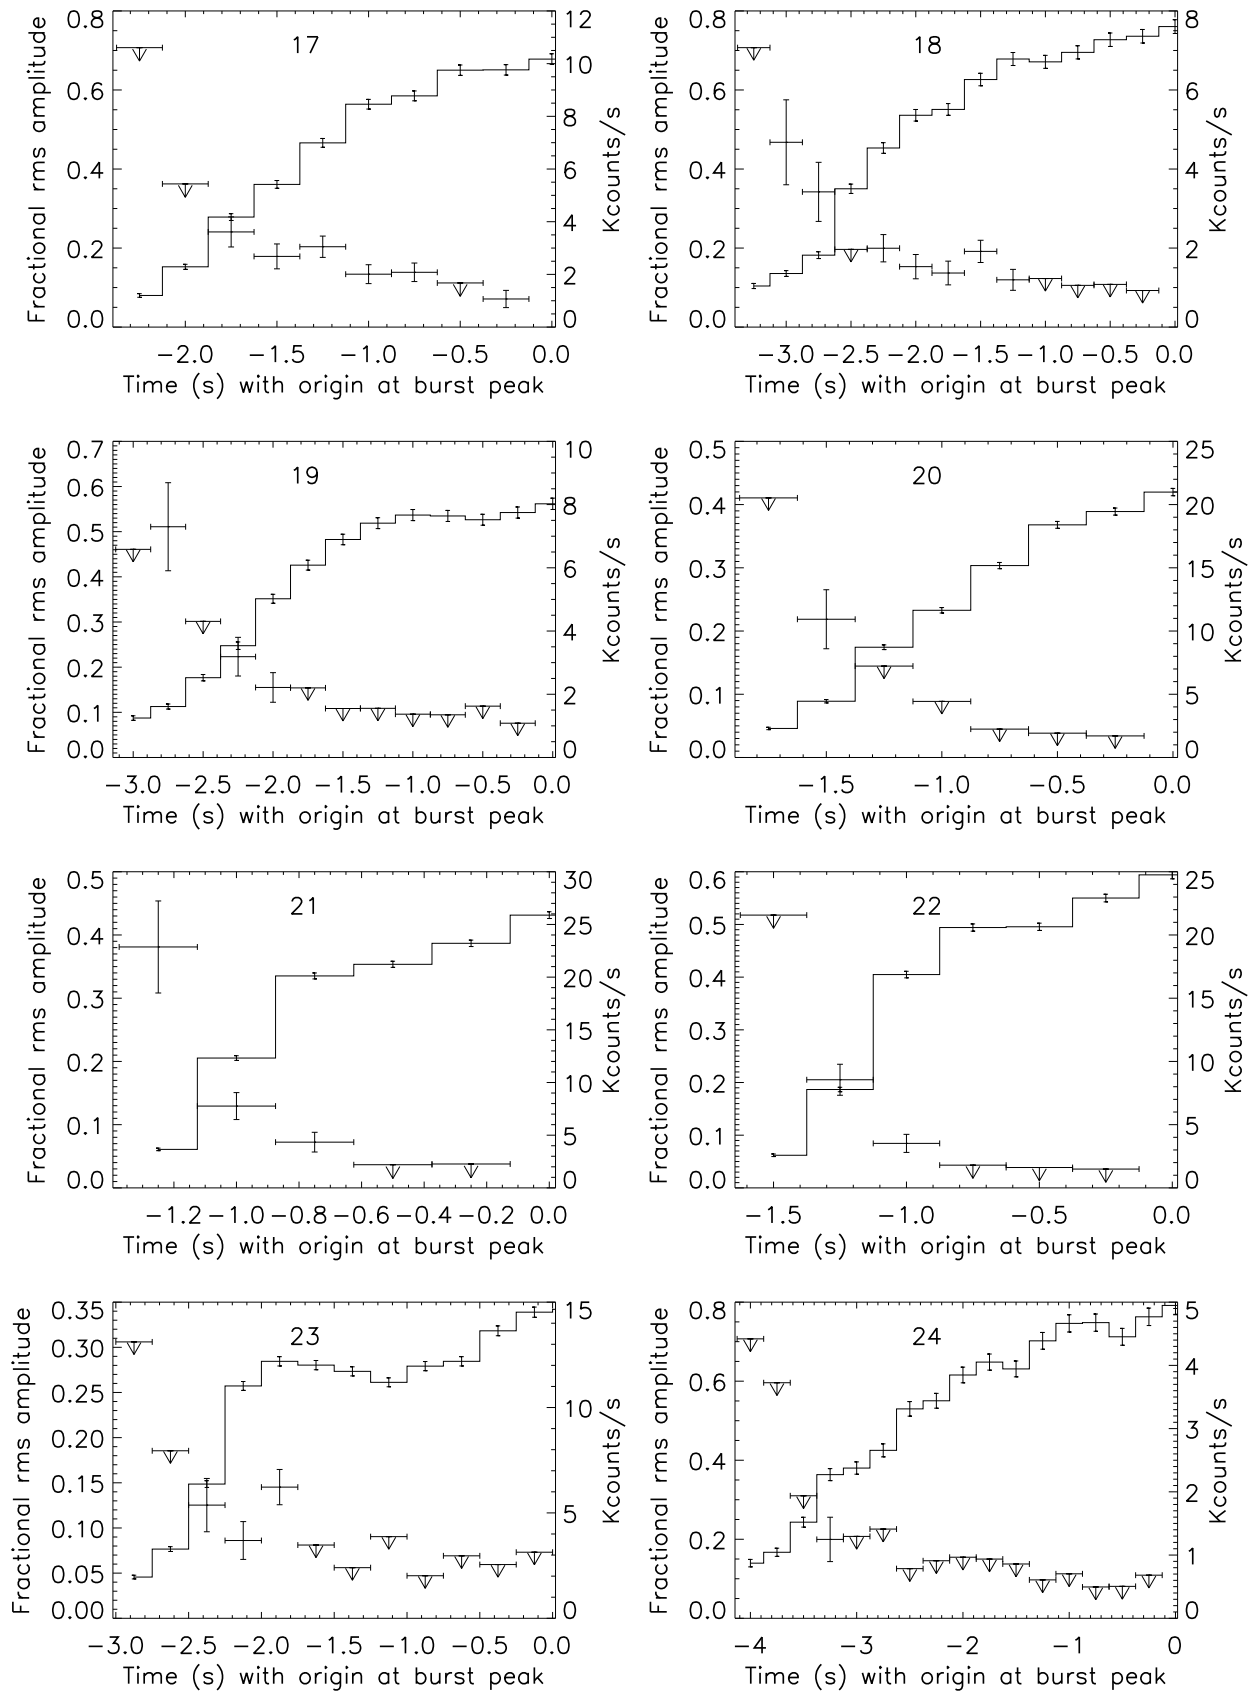 0.8 12 0.8 8
17 18
10
0.6 0.6 6
8
0.4 6 0.4 4
4
0.2 0.2 2
2
0.0 0 0.0 0
Fractional rms amplitude Kcounts/s Fractional rms amplitude Kcounts/s
−2.0 −1.5 −1.0 −0.5 0.0 −3.0 −2.5 −2.0 −1.5 −1.0 −0.5 0.0
Time (s) with origin at burst peak Time (s) with origin at burst peak
0.7 10 0.5 25
19 20
0.6
8 0.4 20
0.5
0.4 6 0.3 15
0.3 4 0.2 10
0.2
2 0.1 5
0.1
0.0 0 0.0 0
Fractional rms amplitude Kcounts/s Fractional rms amplitude Kcounts/s
−3.0 −2.5 −2.0 −1.5 −1.0 −0.5 0.0 −1.5 −1.0 −0.5 0.0
Time (s) with origin at burst peak Time (s) with origin at burst peak
0.5 30 0.6 25
21 22
0.4 25 0.5 20
20 0.4
0.3 15
15 0.3
0.2 10
10 0.2
0.1 5 0.1 5
0.0 0 0.0 0
Fractional rms amplitude Kcounts/s Fractional rms amplitude Kcounts/s
−1.2 −1.0 −0.8 −0.6 −0.4 −0.2 0.0 −1.5 −1.0 −0.5 0.0
Time (s) with origin at burst peak Time (s) with origin at burst peak
0.35 15 0.8 5
23 24
0.30
0.25 0.6 4
10
0.20 3
0.4
0.15 2
0.10 5 0.2
0.05 1
0.00 0 0.0 0
Fractional rms amplitude Kcounts/s Fractional rms amplitude Kcounts/s
−3.0 −2.5 −2.0 −1.5 −1.0 −0.5 0.0 −4 −3 −2 −1 0
Time (s) with origin at burst peak Time (s) with origin at burst peak